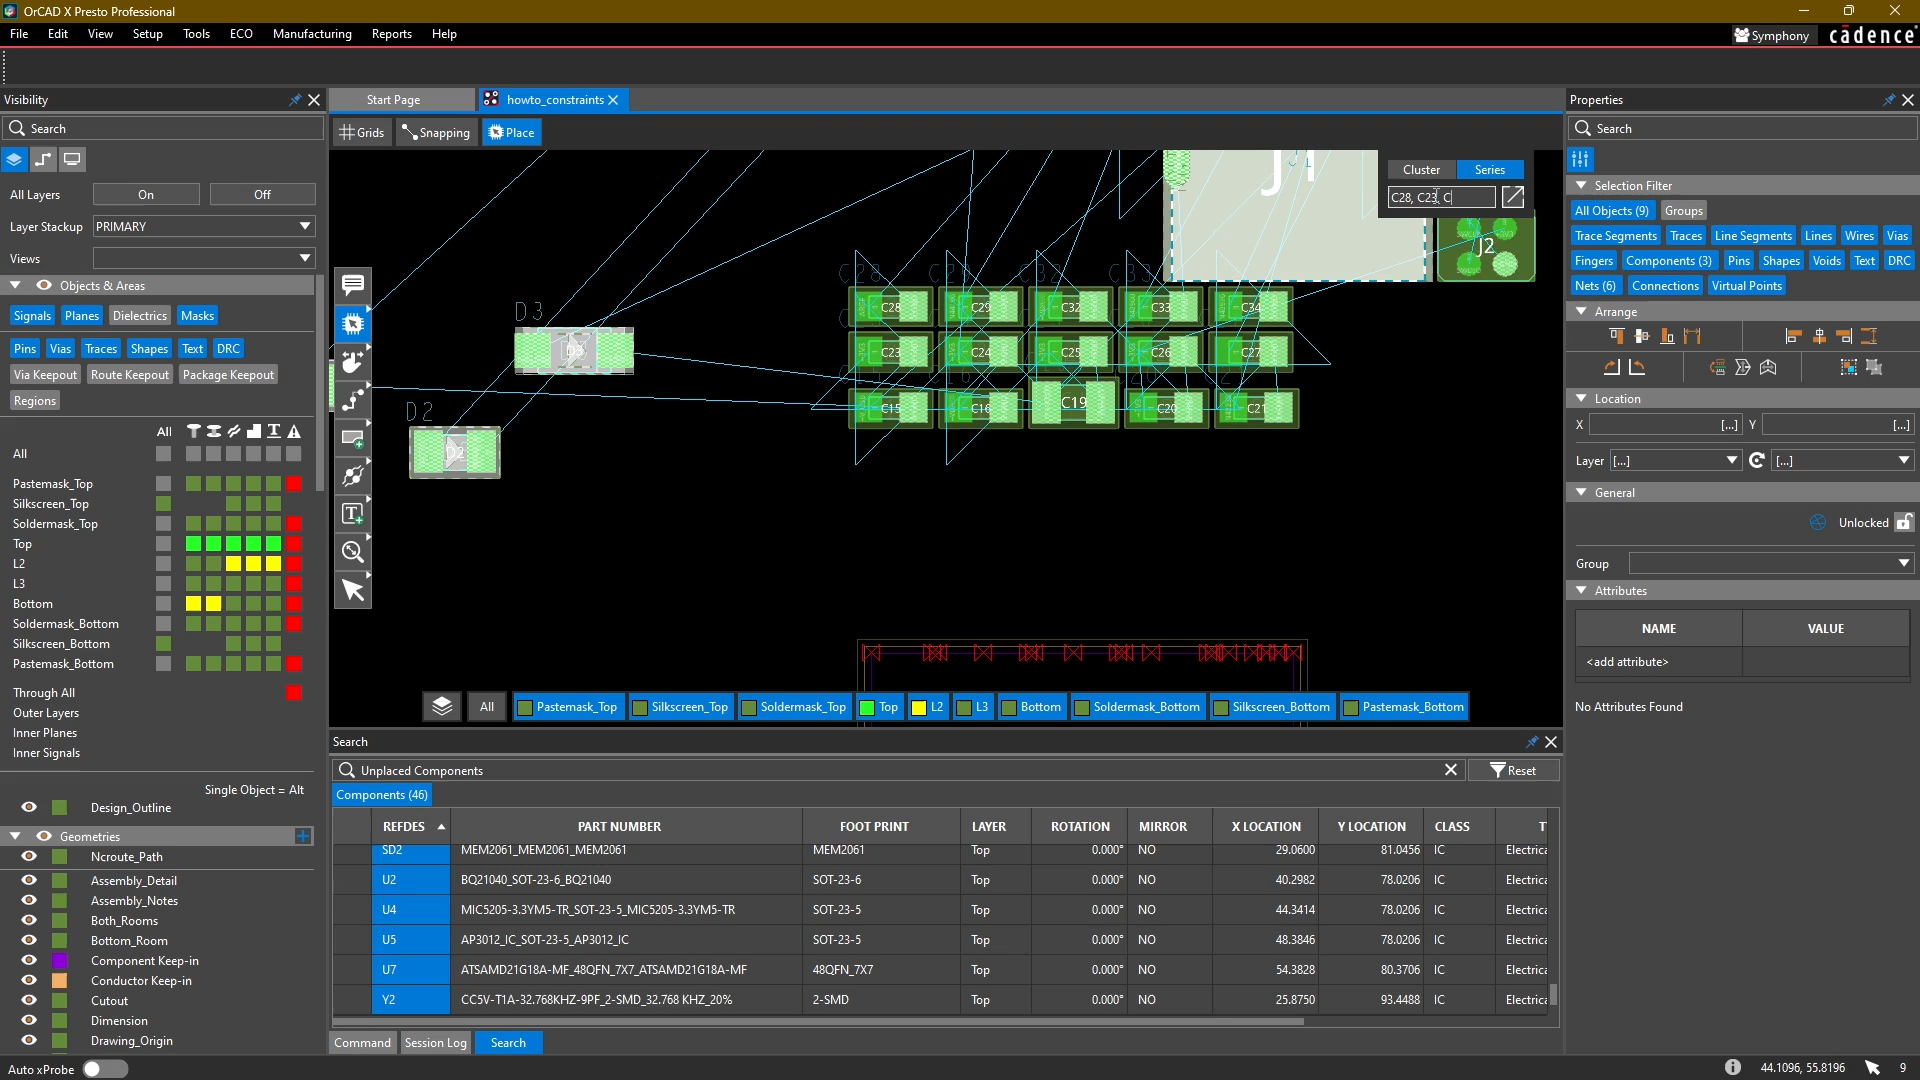 OrCAD X Presto Professional
File Edit View Setup Tools ECO Manufacturing Reports Help
Symphony cādence
Visibility
Search
All Layers On Off
Layer Stackup PRIMARY
Views
Objects & Areas
Signals Planes Dielectrics Masks
Pins Vias Traces Shapes Text DRC
Via Keepout Route Keepout Package Keepout
Regions
All
All
Pastemask_Top
Silkscreen_Top
Soldermask_Top
Top
L2
L3
Bottom
Soldermask_Bottom
Silkscreen_Bottom
Pastemask_Bottom
Through All
Outer Layers
Inner Planes
Inner Signals
Single Object = Alt
Design_Outline
Geometries
Ncroute_Path
Assembly_Detail
Assembly_Notes
Both_Rooms
Bottom_Room
Component Keep-in
Conductor Keep-in
Cutout
Dimension
Drawing_Origin
Auto xProbe
Start Page howto_constraints
Grids Snapping Place
Cluster Series
C28, C23, C
J1
J2
D3
D3
D2
D2
C28 C29 C32 C33
C28 C29 C32 C33 C34
C23 C24 C25 C26 C27
C15 C16 C19 C20 C21
All Pastemask_Top Silkscreen_Top Soldermask_Top Top L2 L3 Bottom Soldermask_Bottom Silkscreen_Bottom Pastemask_Bottom
Search
Unplaced Components Reset
Components (46)
REFDES PART NUMBER FOOT PRINT LAYER ROTATION MIRROR X LOCATION Y LOCATION CLASS T
SD2 MEM2061_MEM2061_MEM2061 MEM2061 Top 0.000° NO 29.0600 81.0456 IC Electrica
U2 BQ21040_SOT-23-6_BQ21040 SOT-23-6 Top 0.000° NO 40.2982 78.0206 IC Electrica
U4 MIC5205-3.3YM5-TR_SOT-23-5_MIC5205-3.3YM5-TR SOT-23-5 Top 0.000° NO 44.3414 78.0206 IC Electrica
U5 AP3012_IC_SOT-23-5_AP3012_IC SOT-23-5 Top 0.000° NO 48.3846 78.0206 IC Electrica
U7 ATSAMD21G18A-MF_48QFN_7X7_ATSAMD21G18A-MF 48QFN_7X7 Top 0.000° NO 54.3828 80.3706 IC Electrica
Y2 CC5V-T1A-32.768KHZ-9PF_2-SMD_32.768 KHZ_20% 2-SMD Top 0.000° NO 25.8750 93.4488 IC Electrica
Command Session Log Search
Properties
Search
Selection Filter
All Objects (9) Groups
Trace Segments Traces Line Segments Lines Wires Vias
Fingers Components (3) Pins Shapes Voids Text DRC
Nets (6) Connections Virtual Points
Arrange
Location
X [...] Y [...]
Layer [...] [...]
General
Unlocked
Group
Attributes
NAME VALUE
<add attribute>
No Attributes Found
44.1096, 55.8196 9